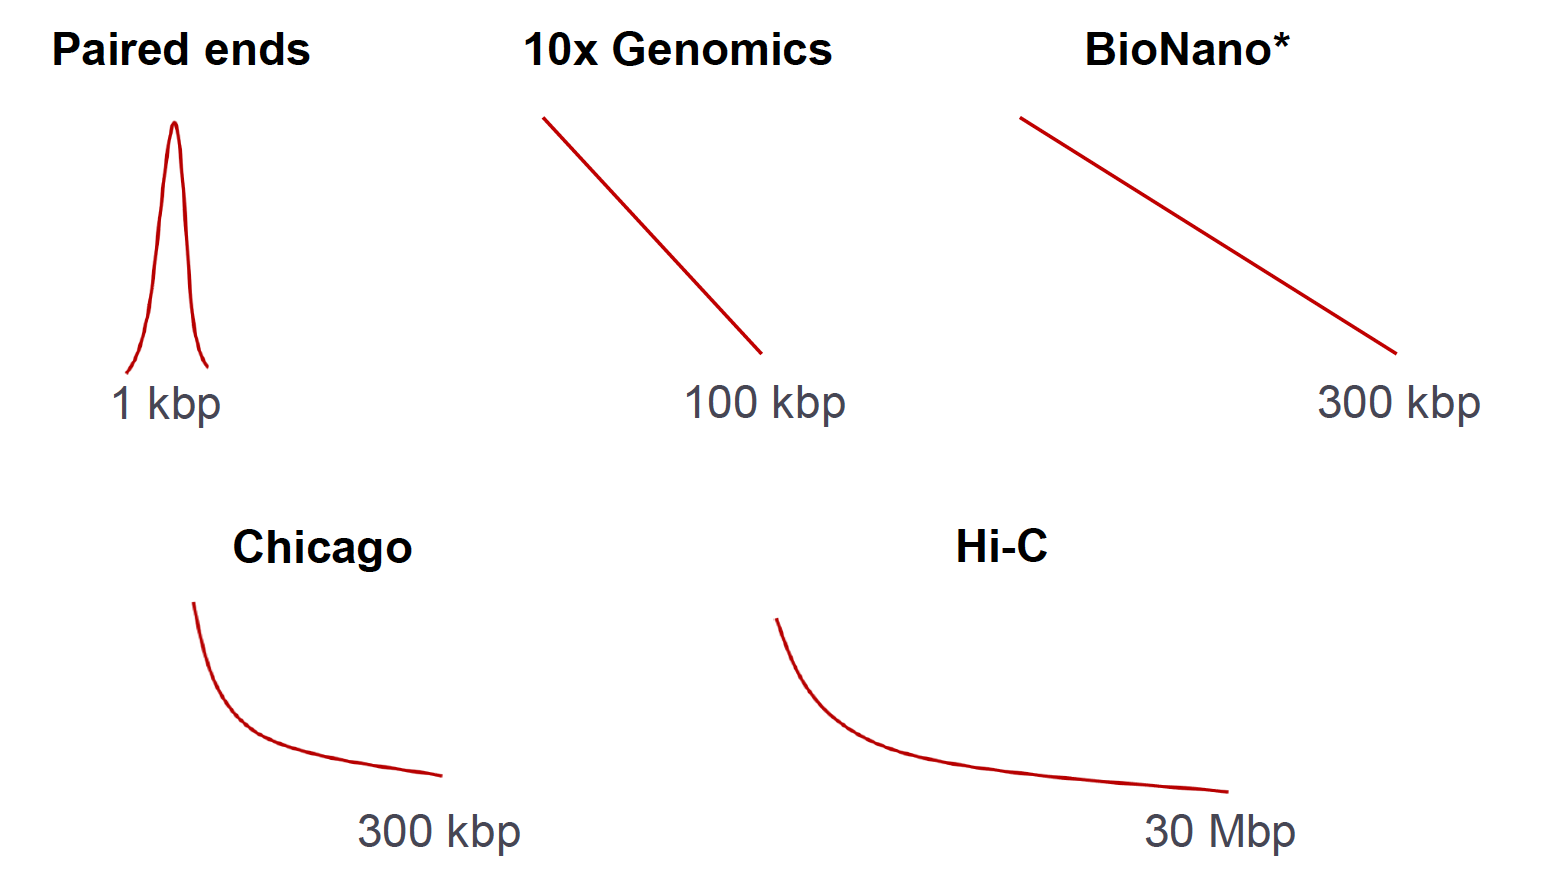 Paired ends
10x Genomics
BioNano*
1 kbp
100 kbp
300 kbp
Chicago
Hi-C
300 kbp
30 Mbp